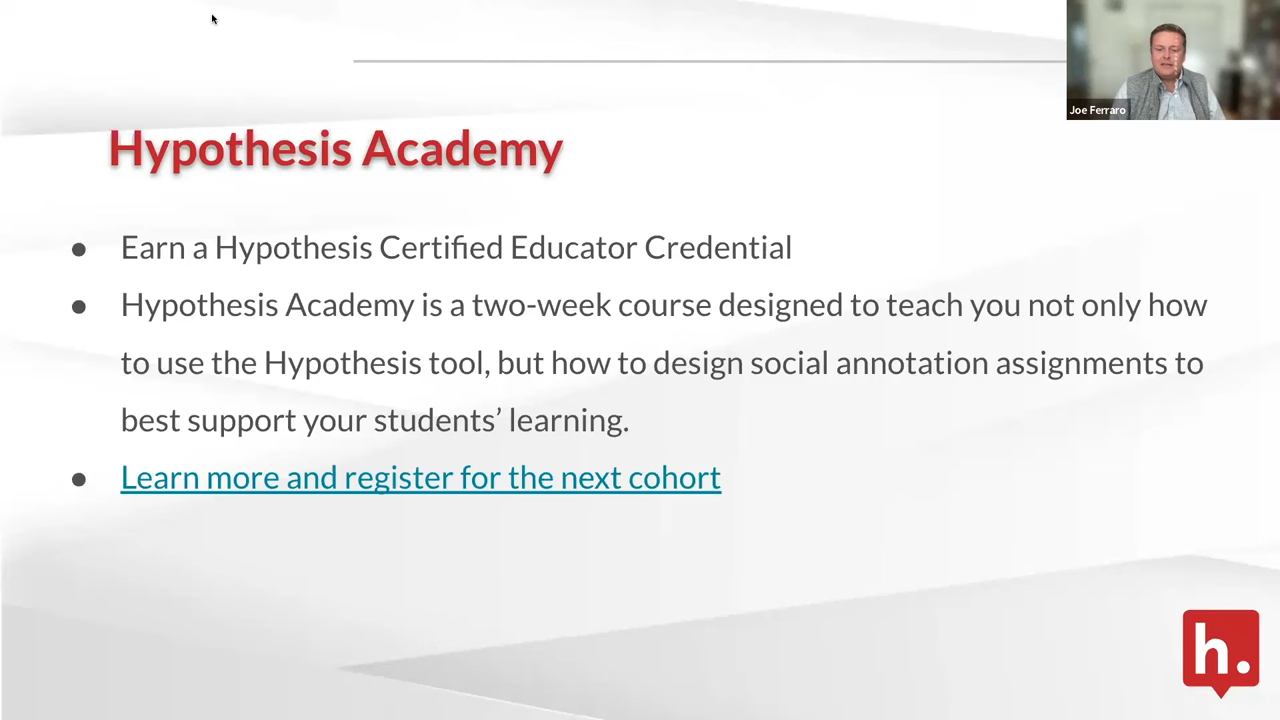 Joe Ferraro
Hypothesis Academy
● Earn a Hypothesis Certified Educator Credential
● Hypothesis Academy is a two-week course designed to teach you not only how
to use the Hypothesis tool, but how to design social annotation assignments to
best support your students’ learning.
● Learn more and register for the next cohort
h.